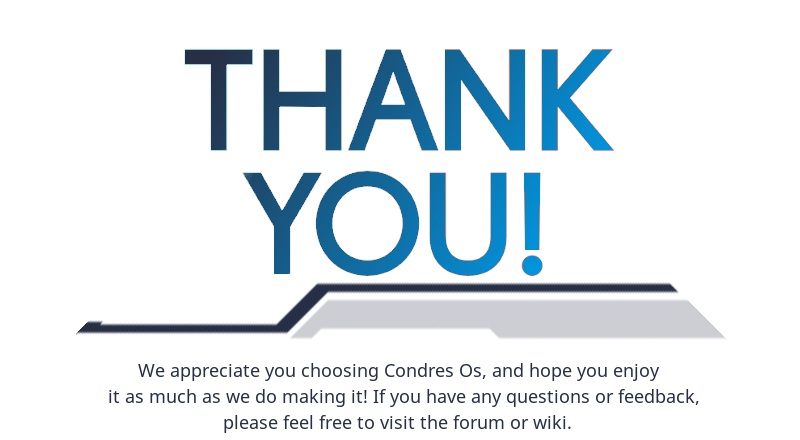 THANK
YOU!
We appreciate you choosing Condres Os, and hope you enjoy
it as much as we do making it! If you have any questions or feedback,
please feel free to visit the forum or wiki.